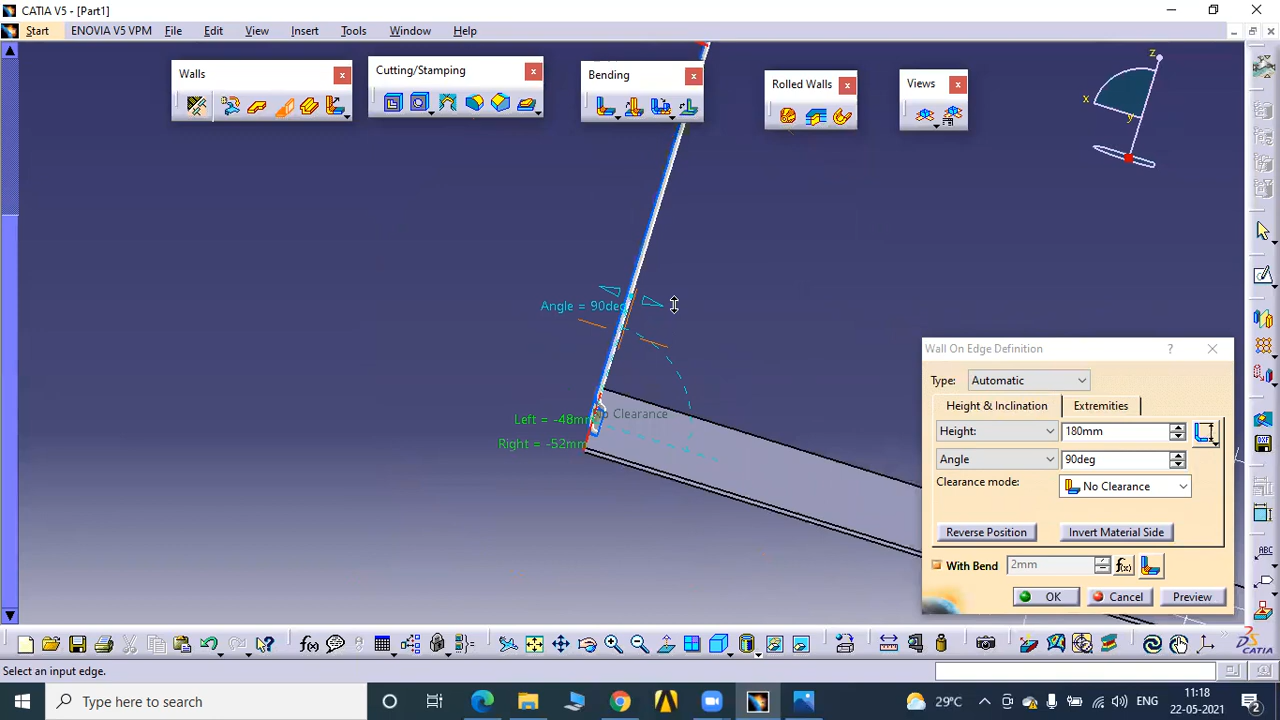 CATIA V5 - [Part1]
Start ENOVIA V5 VPM File Edit View Insert Tools Window Help
Walls
Cutting/Stamping
Bending
Rolled Walls
Views
z
x
y
Angle = 90deg
Clearance
Left = -48mm
Right = -52mm
Wall On Edge Definition ?
Type: Automatic
Height & Inclination Extremities
Height: 180mm
Angle 90deg
Clearance mode: No Clearance
Reverse Position Invert Material Side
With Bend 2mm f(x)
OK Cancel Preview
f(x)
ABC
CATIA
Select an input edge.
Type here to search
29°C
ENG
11:18
22-05-2021
2